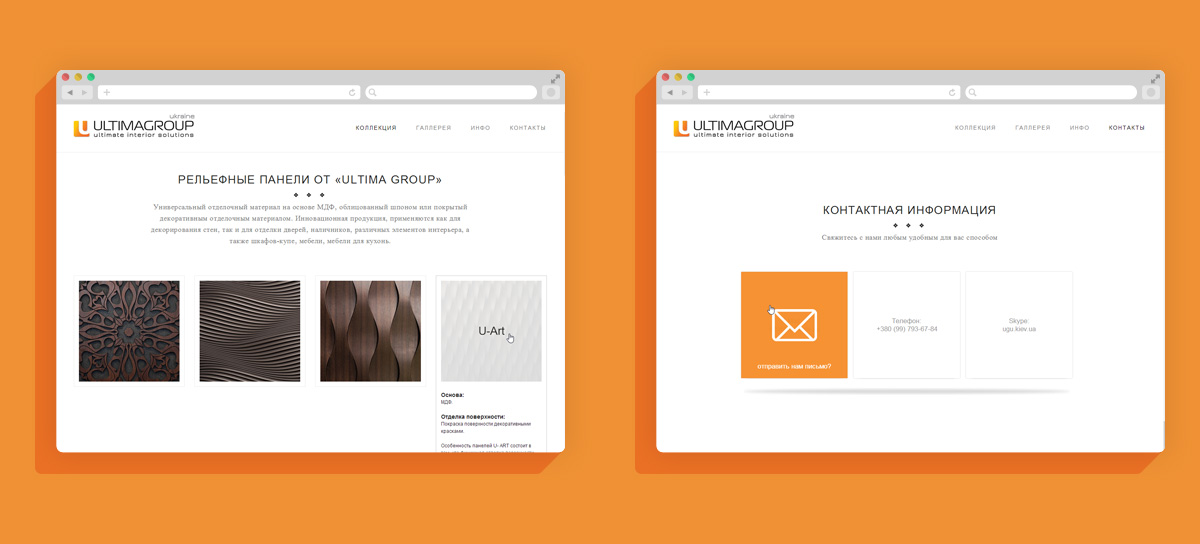 ukraine
ULTIMAGROUP
ultimate interior solutions
КОЛЛЕКЦИЯ ГАЛЛЕРЕЯ ИНФО КОНТАКТЫ
РЕЛЬЕФНЫЕ ПАНЕЛИ ОТ «ULTIMA GROUP»
Универсальный отделочный материал на основе МДФ, облицованный шпоном или покрытый
декоративным отделочным материалом. Инновационная продукция, применяются как для
декорирования стен, так и для отделки дверей, наличников, различных элементов интерьера, а
также шкафов-купе, мебели, мебели для кухонь.
U-Art
Основа:
МДФ
Отделка поверхности:
Покраска поверхности декоративными
красками.
Особенность панелей U- ART состоит в
ukraine
ULTIMAGROUP
ultimate interior solutions
КОЛЛЕКЦИЯ ГАЛЛЕРЕЯ ИНФО КОНТАКТЫ
КОНТАКТНАЯ ИНФОРМАЦИЯ
Свяжитесь с нами любым удобным для вас способом
отправить нам письмо?
Телефон:
+380 (99) 793-67-84
Skype:
ugu.kiev.ua